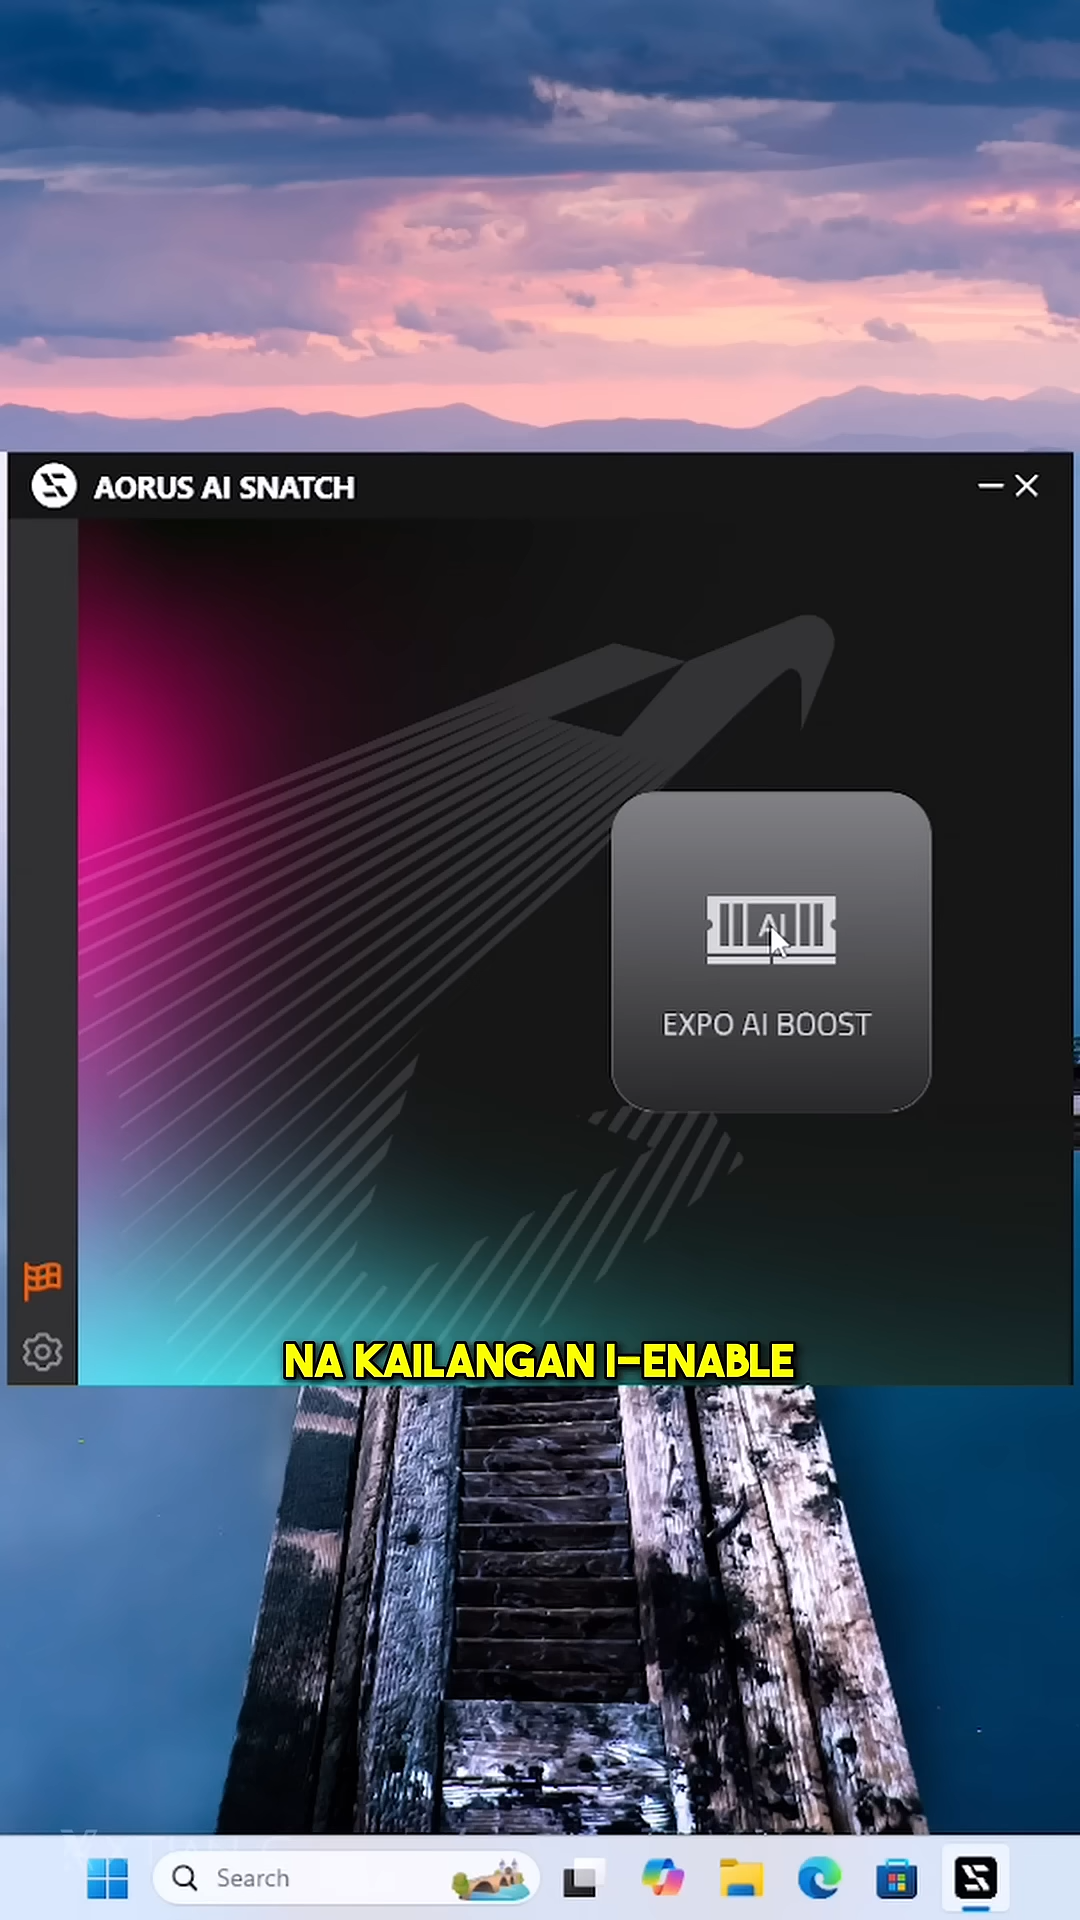 AORUS AI SNATCH
AI
EXPO AI BOOST
NA KAILANGAN I-ENABLE
Search